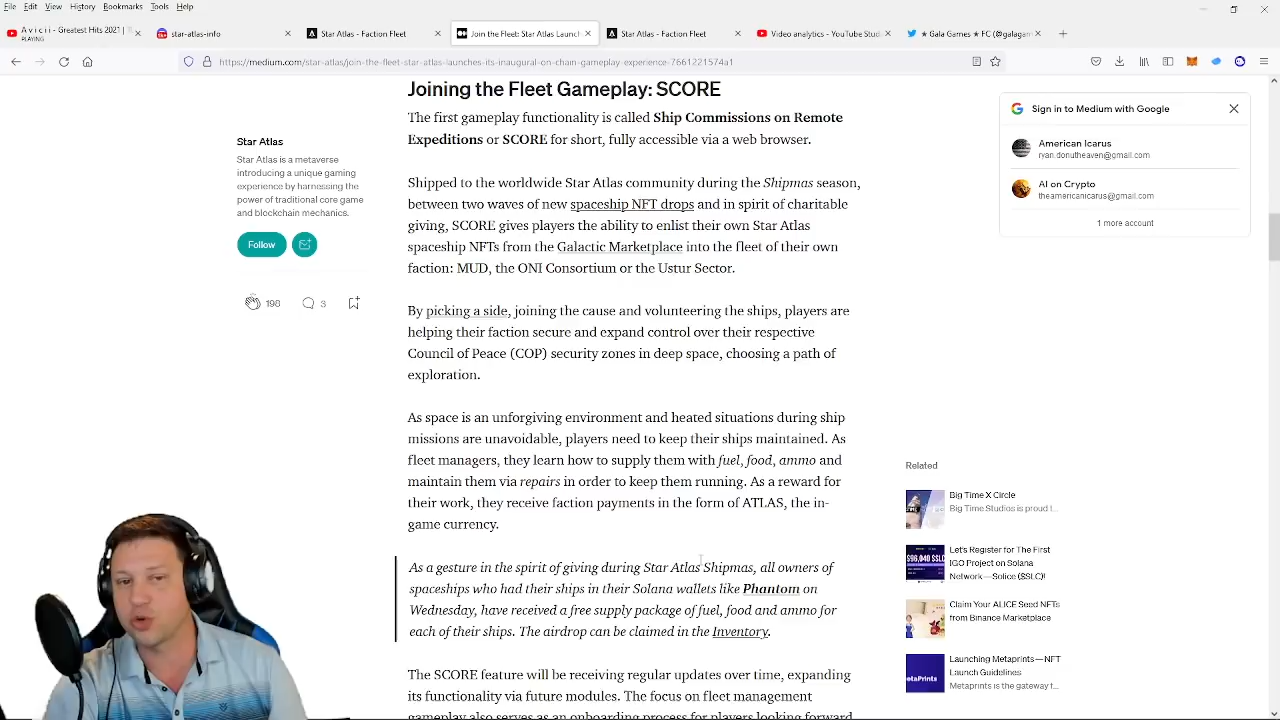 File Edit View History Bookmarks Tools Help
A v i c i i - Greatest Hits 2021 |
PLAYING
star-atlas-info
Star Atlas - Faction Fleet
Join the Fleet: Star Atlas Launch
Star Atlas - Faction Fleet
Video analytics - YouTube Stud
★ Gala Games ★ FC (@galagam
https://medium.com/star-atlas/join-the-fleet-star-atlas-launches-its-inaugural-on-chain-gameplay-experience-7661221574a1
Joining the Fleet Gameplay: SCORE
The first gameplay functionality is called Ship Commissions on Remote
Expeditions or SCORE for short, fully accessible via a web browser.
Shipped to the worldwide Star Atlas community during the Shipmas season,
between two waves of new spaceship NFT drops and in spirit of charitable
giving, SCORE gives players the ability to enlist their own Star Atlas
spaceship NFTs from the Galactic Marketplace into the fleet of their own
faction: MUD, the ONI Consortium or the Ustur Sector.
By picking a side, joining the cause and volunteering the ships, players are
helping their faction secure and expand control over their respective
Council of Peace (COP) security zones in deep space, choosing a path of
exploration.
As space is an unforgiving environment and heated situations during ship
missions are unavoidable, players need to keep their ships maintained. As
fleet managers, they learn how to supply them with fuel, food, ammo and
maintain them via repairs in order to keep them running. As a reward for
their work, they receive faction payments in the form of ATLAS, the in-
game currency.
As a gesture in the spirit of giving during Star Atlas Shipmas, all owners of
spaceships who had their ships in their Solana wallets like Phantom on
Wednesday, have received a free supply package of fuel, food and ammo for
each of their ships. The airdrop can be claimed in the Inventory.
The SCORE feature will be receiving regular updates over time, expanding
its functionality via future modules. The focus on fleet management
gameplay also serves as an onboarding process for players looking forward
Star Atlas
Star Atlas is a metaverse
introducing a unique gaming
experience by harnessing the
power of traditional core game
and blockchain mechanics.
Follow
198
3
Sign in to Medium with Google
American Icarus
ryan.donutheaven@gmail.com
AI on Crypto
theamericanicarus@gmail.com
1 more account
Related
Big Time X Circle
Big Time Studios is proud t...
$96,040 $SLC
Let's Register for The First
IGO Project on Solana
Network — Solice ($SLC)!
Claim Your ALICE Seed NFTs
from Binance Marketplace
etaPrints
Launching Metaprints — NFT
Launch Guidelines
Metaprints is the gateway t...